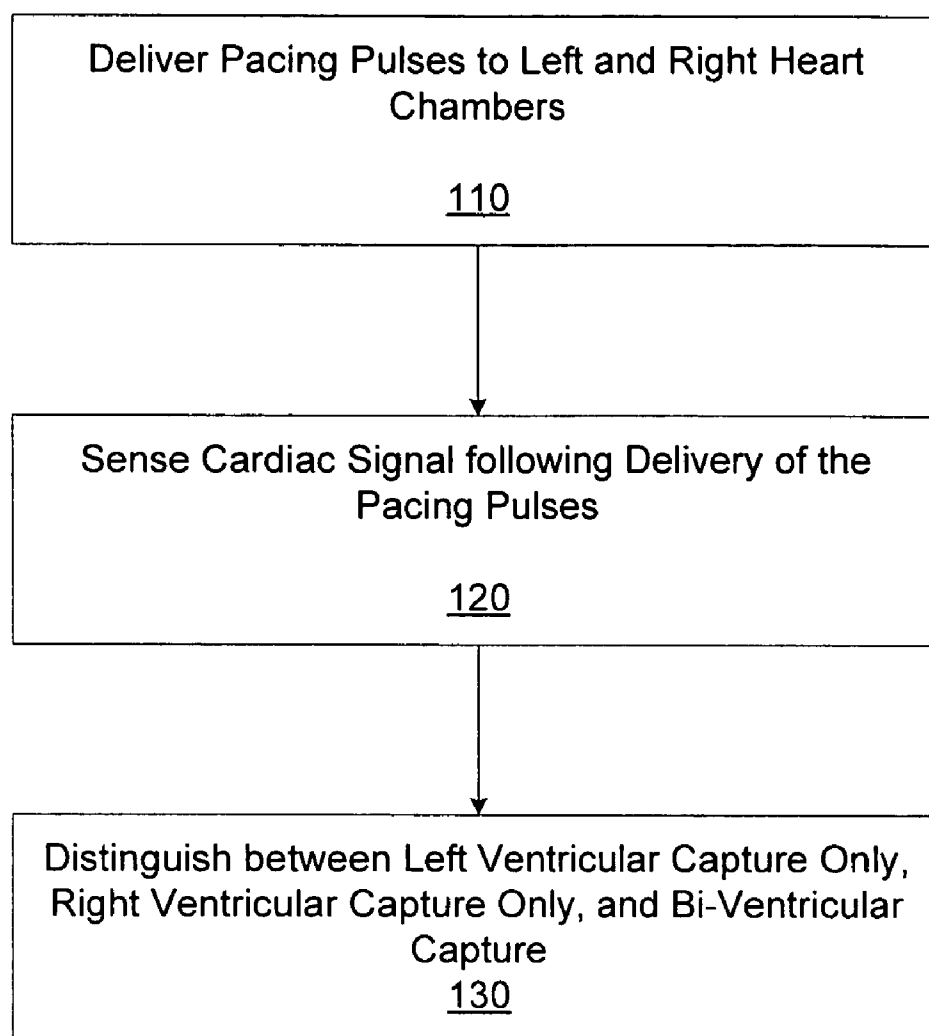 Deliver Pacing Pulses to Left and Right Heart
Chambers
110
Sense Cardiac Signal following Delivery of the
Pacing Pulses
120
Distinguish between Left Ventricular Capture Only,
Right Ventricular Capture Only, and Bi-Ventricular
Capture
130